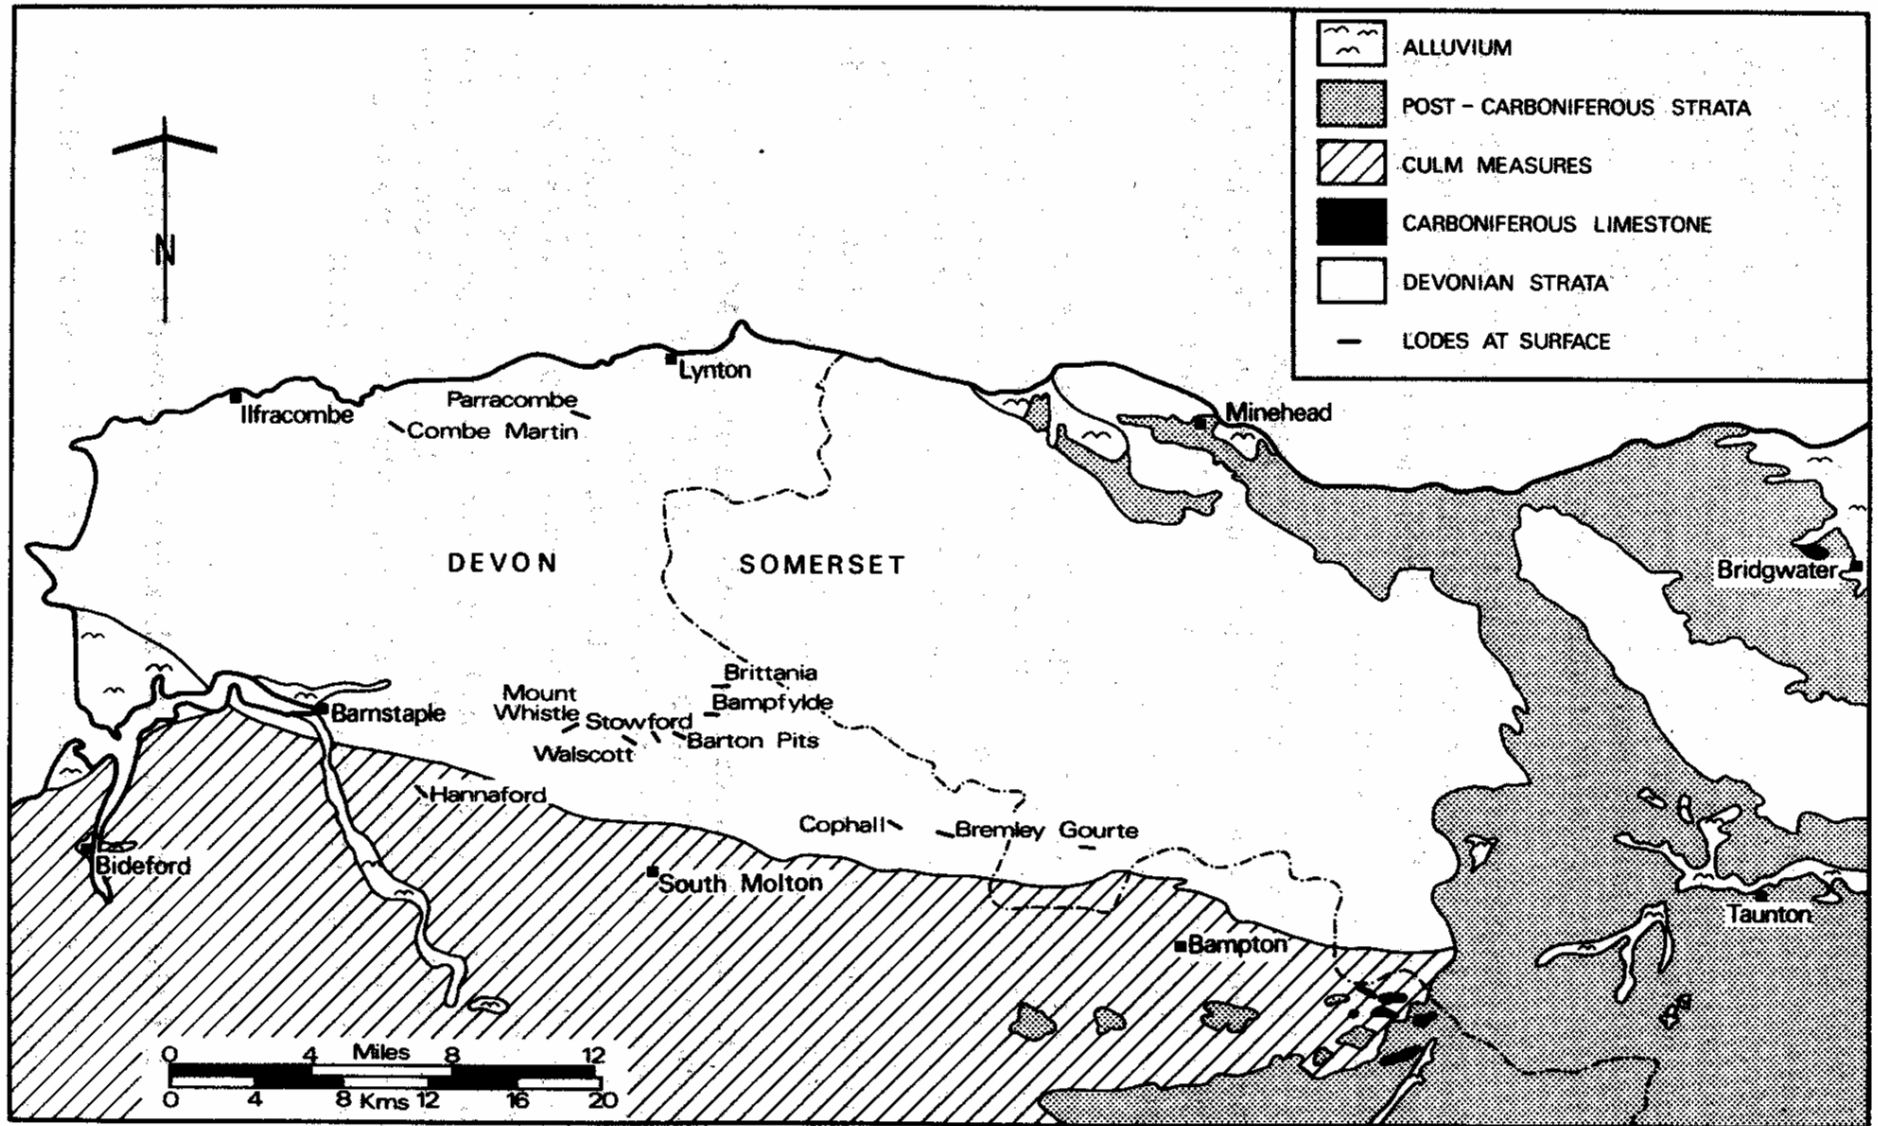 ALLUVIUM
POST - CARBONIFEROUS STRATA
CULM MEASURES
CARBONIFEROUS LIMESTONE
DEVONIAN STRATA
LODES AT SURFACE
N
Lynton
Parracombe
Ilfracombe
Combe Martin
Minehead
DEVON
SOMERSET
Bridgwater
Brittania
Mount
Whistle
Bampfylde
Barnstaple
Stowford
Barton Pits
Walscott
Hannaford
Cophall
Bremley
Gourte
Bideford
South Molton
Taunton
Bampton
0 4 Miles 8 12
0 4 8 Kms 12 16 20